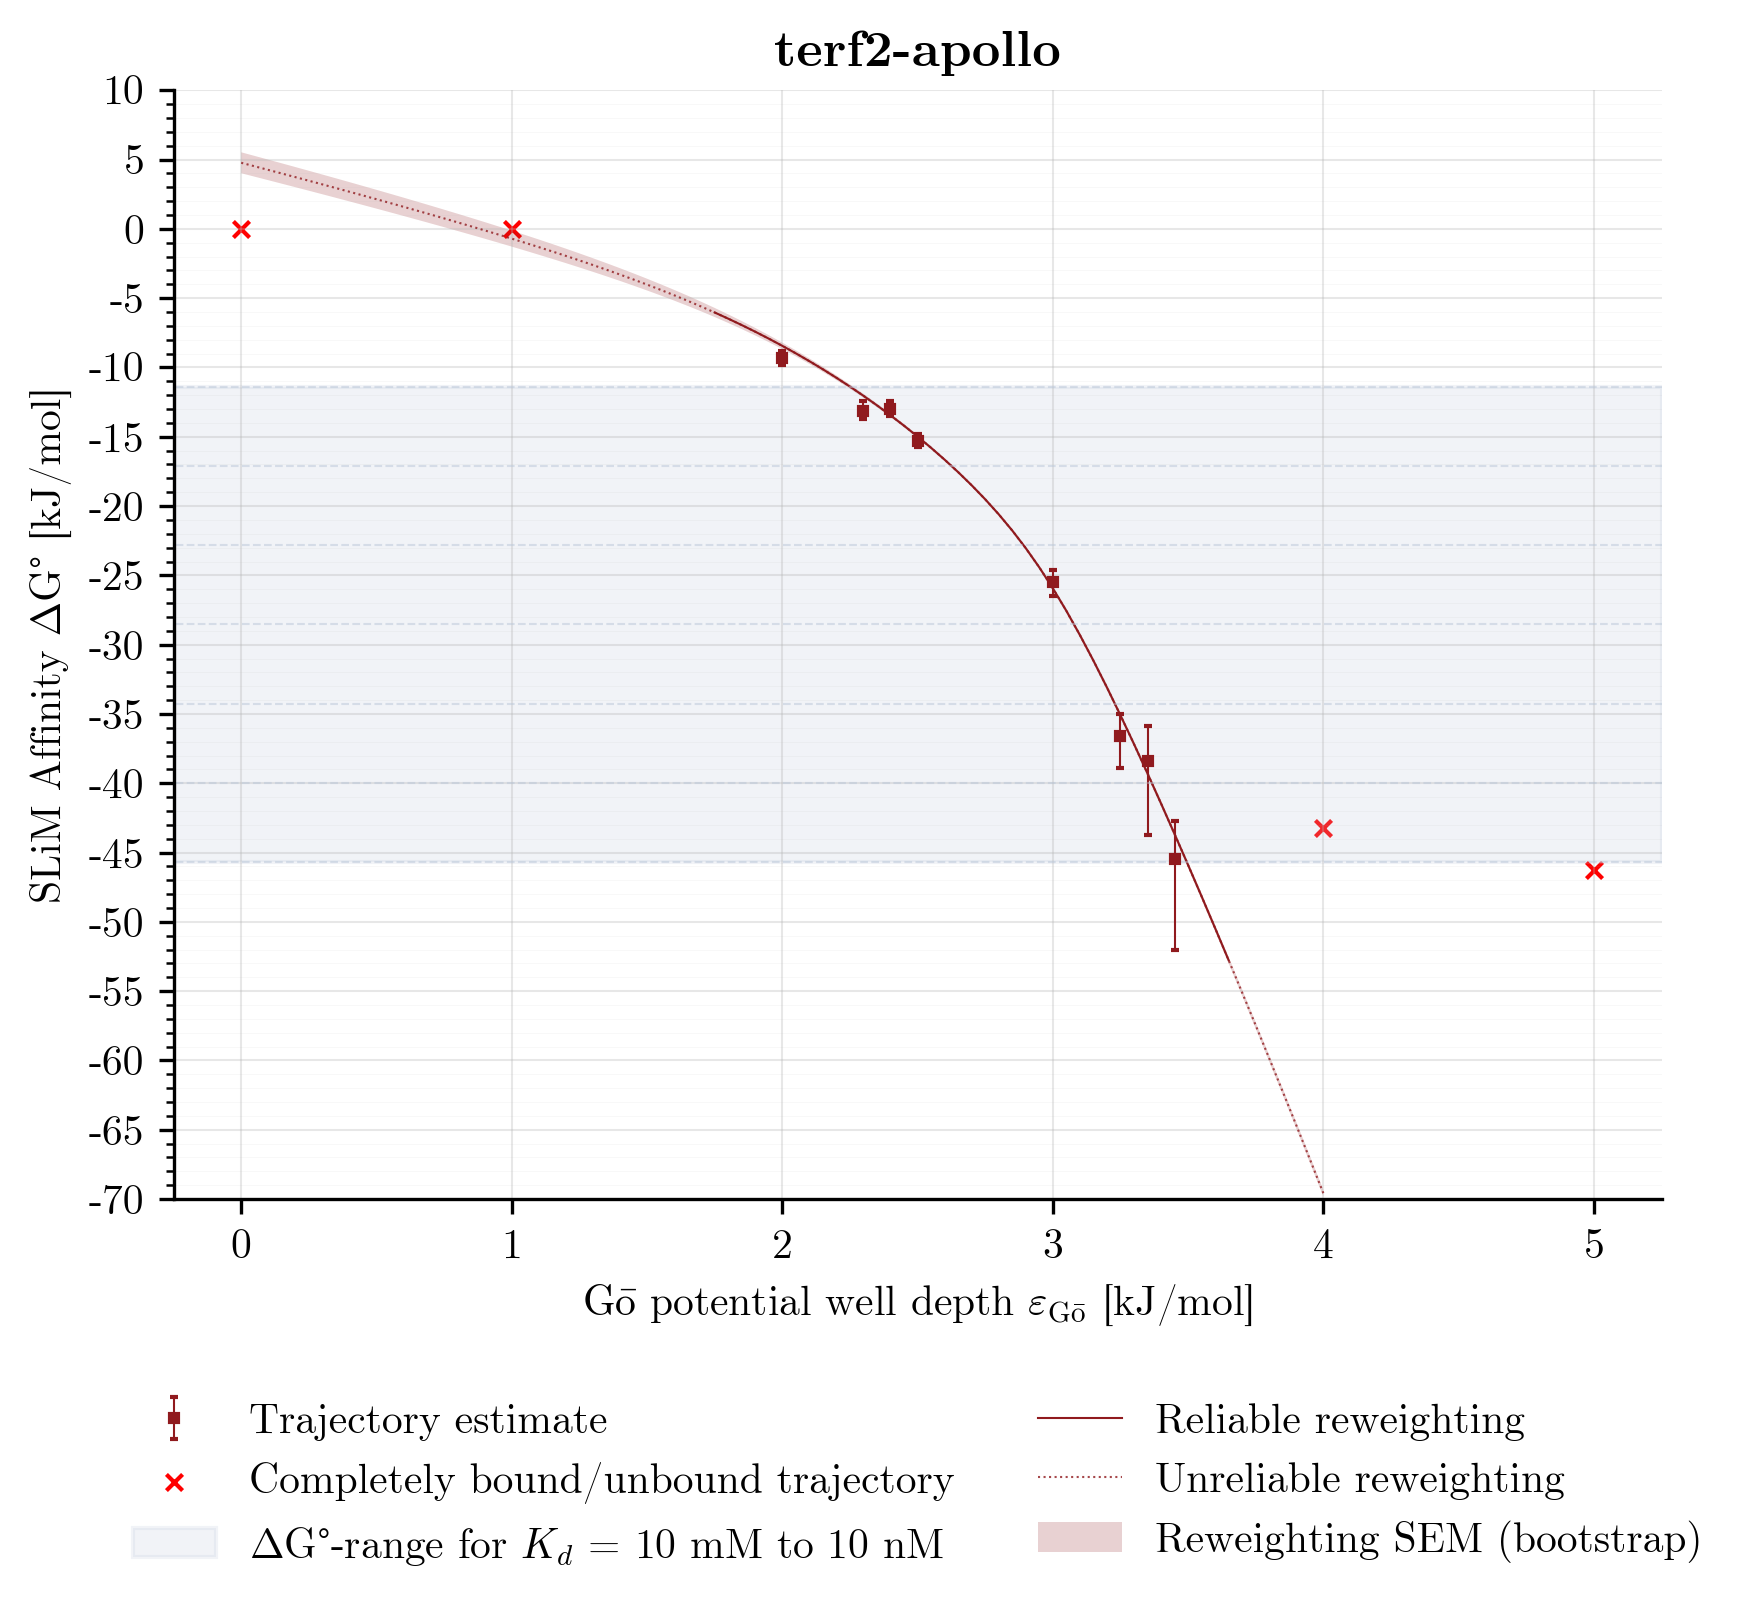 terf2-apollo
10
5
0
-5
-10
-15
-20
-25
-30
-35
-40
-45
-50
-55
-60
-65
-70
SLiM Affinity ΔG° [kJ/mol]
0 1 2 3 4 5
Gō potential well depth ε_Gō [kJ/mol]
Trajectory estimate
Completely bound/unbound trajectory
ΔG°-range for K_d = 10 mM to 10 nM
Reliable reweighting
Unreliable reweighting
Reweighting SEM (bootstrap)